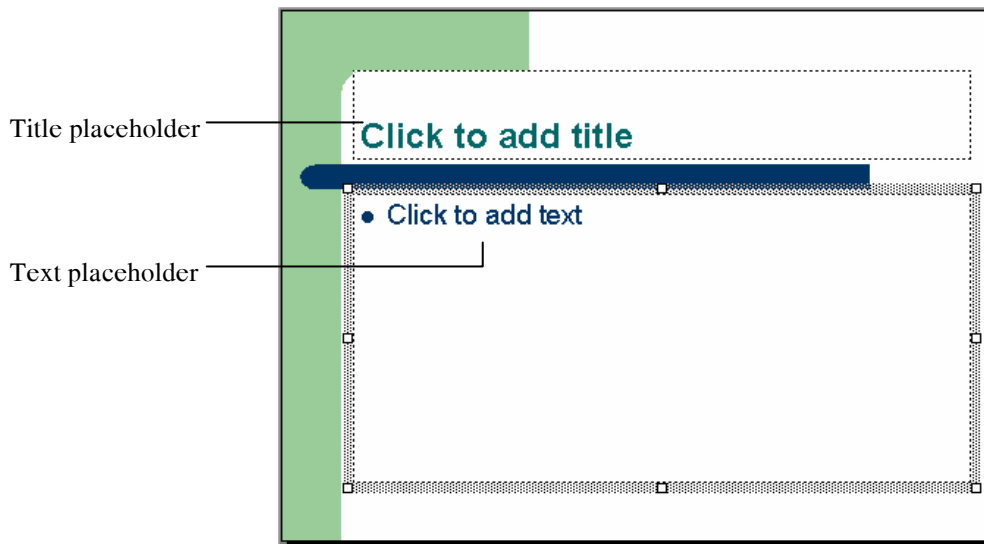 Title placeholder
Click to add title
• Click to add text
Text placeholder